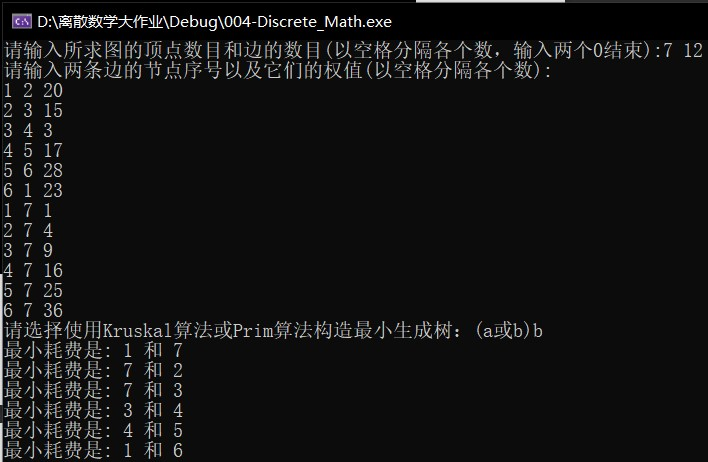 D:\离散数学大作业\Debug\004-Discrete_Math.exe
请输入所求图的顶点数目和边的数目(以空格分隔各个数，输入两个0结束):7 12
请输入两条边的节点序号以及它们的权值(以空格分隔各个数):
1 2 20
2 3 15
3 4 3
4 5 17
5 6 28
6 1 23
1 7 1
2 7 4
3 7 9
4 7 16
5 7 25
6 7 36
请选择使用Kruskal算法或Prim算法构造最小生成树：(a或b)b
最小耗费是: 1 和 7
最小耗费是: 7 和 2
最小耗费是: 7 和 3
最小耗费是: 3 和 4
最小耗费是: 4 和 5
最小耗费是: 1 和 6